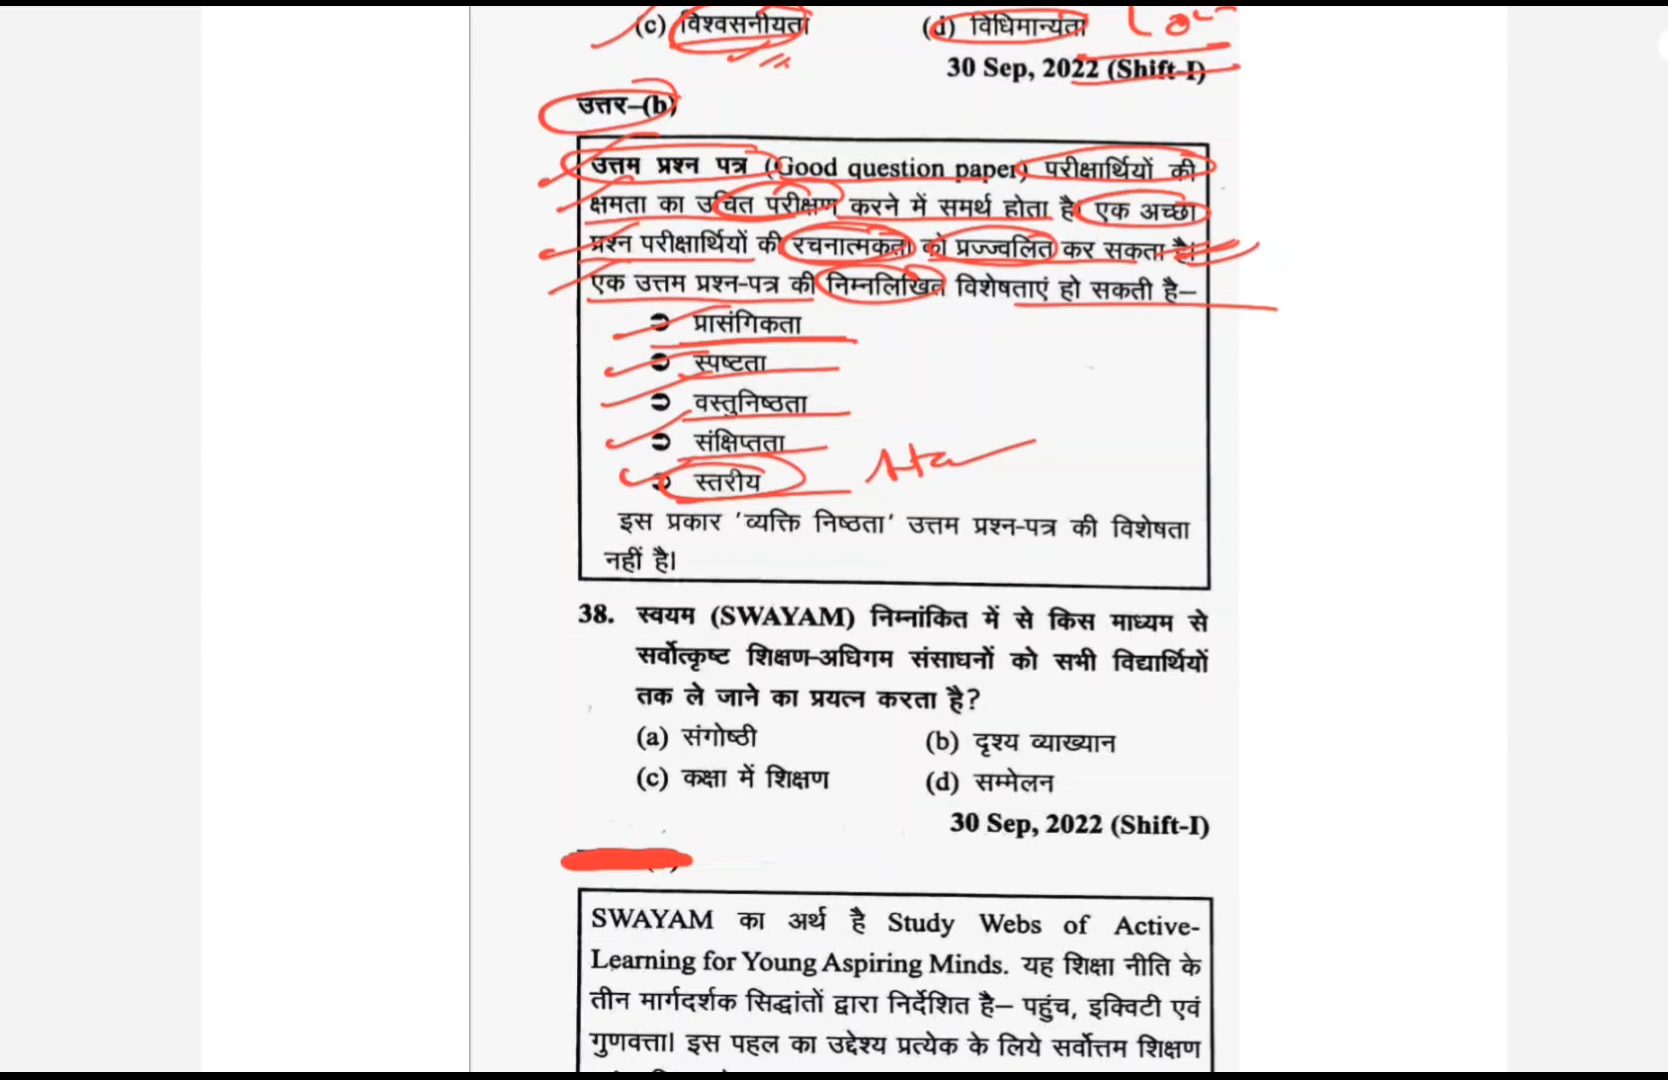 (c) विश्वसनीयता (d) विधिमान्यता
30 Sep, 2022 (Shift-I)
उत्तर–(b)
उत्तम प्रश्न पत्र (Good question paper) परीक्षार्थियों की
क्षमता का उचित परीक्षण करने में समर्थ होता है। एक अच्छा
प्रश्न परीक्षार्थियों की रचनात्मकता को प्रज्ज्वलित कर सकता है।
एक उत्तम प्रश्न-पत्र की निम्नलिखित विशेषताएं हो सकती है–
➲ प्रासंगिकता
➲ स्पष्टता
➲ वस्तुनिष्ठता
➲ संक्षिप्तता
➲ स्तरीय
इस प्रकार 'व्यक्ति निष्ठता' उत्तम प्रश्न-पत्र की विशेषता
नहीं है।
38. स्वयम (SWAYAM) निम्नांकित में से किस माध्यम से
सर्वोत्कृष्ट शिक्षण-अधिगम संसाधनों को सभी विद्यार्थियों
तक ले जाने का प्रयत्न करता है?
(a) संगोष्ठी (b) दृश्य व्याख्यान
(c) कक्षा में शिक्षण (d) सम्मेलन
30 Sep, 2022 (Shift-I)
SWAYAM का अर्थ है Study Webs of Active-
Learning for Young Aspiring Minds. यह शिक्षा नीति के
तीन मार्गदर्शक सिद्धांतों द्वारा निर्देशित है– पहुंच, इक्विटी एवं
गुणवत्ता। इस पहल का उद्देश्य प्रत्येक के लिये सर्वोत्तम शिक्षण